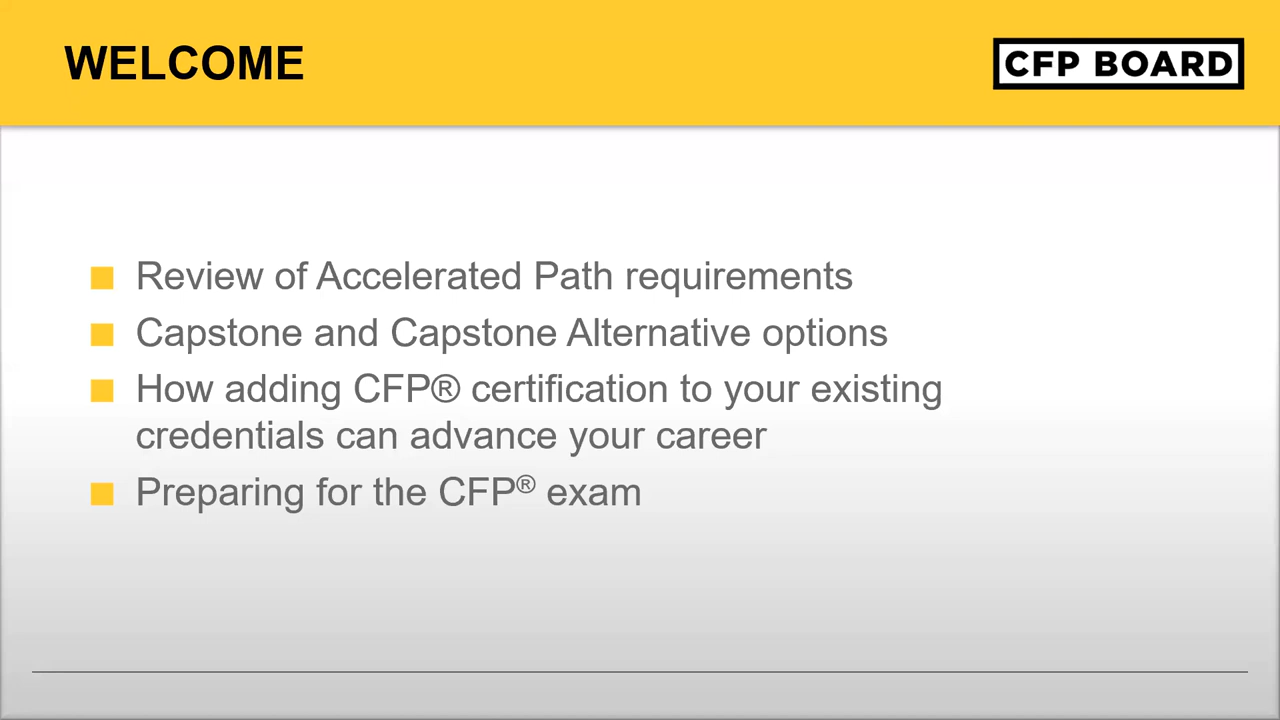 WELCOME
CFP BOARD
Review of Accelerated Path requirements
Capstone and Capstone Alternative options
How adding CFP® certification to your existing
credentials can advance your career
Preparing for the CFP® exam